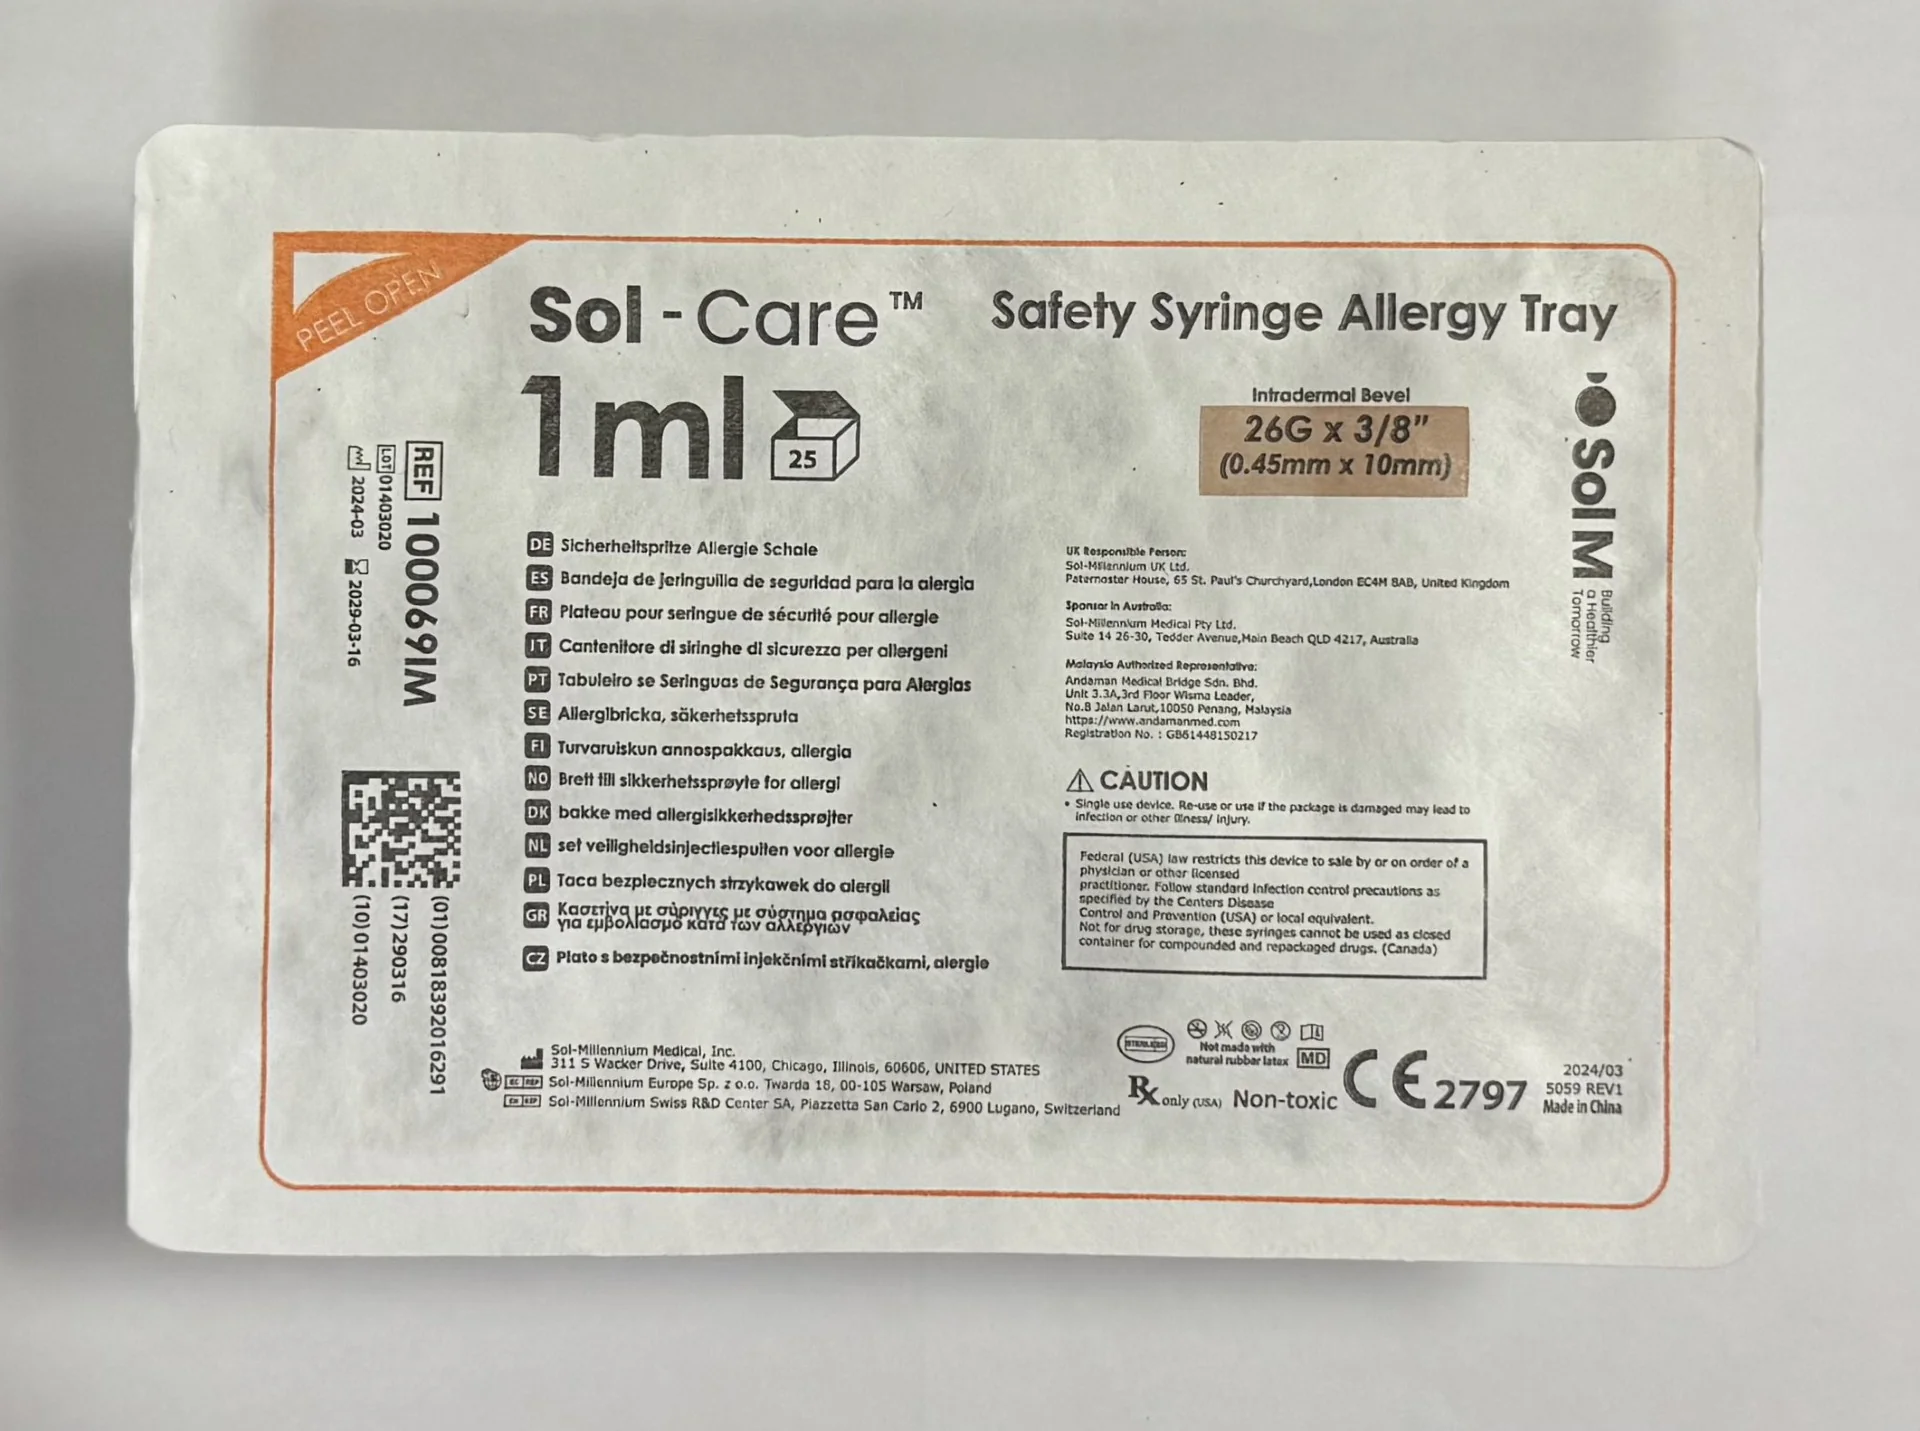 PEEL OPEN
Sol-Care™ Safety Syringe Allergy Tray
1ml
25
Intradermal Bevel
26G x 3/8"
(0.45mm x 10mm)
Sol M
Building
a Healthier
Tomorrow
REF 100069IM
LOT 01403020
2024-03 2029-03-16
(01)00818392016291
(17)290316
(10)01403020
DE Sicherheitspritze Allergie Schale
ES Bandeja de jeringuilla de seguridad para la alergia
FR Plateau pour seringue de sécurité pour allergie
IT Cantenitore di siringhe di sicurezza per allergeni
PT Tabuleiro se Seringuas de Segurança para Alergias
SE Allergibricka, säkerhetsspruta
FI Turvaruiskun annospakkaus, allergia
NO Brett till sikkerhetssprøyte for allergi
DK bakke med allergisikkerhedssprøjter
NL set veiligheidsinjectiespuiten voor allergie
PL Taca bezpiecznych strzykawek do alergii
GR Κασετίνα με σύριγγες με σύστημα ασφαλείας
για εμβολιασμό κατά των αλλεργιών
CZ Plato s bezpečnostními injekčními stříkačkami, alergie
UK Responsible Person:
Sol-Millennium UK Ltd.
Paternoster House, 65 St. Paul's Churchyard,London EC4M 8AB, United Kingdom
Sponsor in Australia:
Sol-Millennium Medical Pty Ltd.
Suite 14 26-30, Tedder Avenue,Main Beach QLD 4217, Australia
Malaysia Authorized Representative:
Andaman Medical Bridge Sdn. Bhd.
Unit 3.3A,3rd Floor Wisma Leader,
No.8 Jalan Larut,10050 Penang, Malaysia
https://www.andamanmed.com
Registration No. : GB61448150217
CAUTION
• Single use device. Re-use or use if the package is damaged may lead to
infection or other illness/ injury.
Federal (USA) law restricts this device to sale by or on order of a
physician or other licensed
practitioner. Follow standard infection control precautions as
specified by the Centers Disease
Control and Prevention (USA) or local equivalent.
Not for drug storage, these syringes cannot be used as closed
container for compounded and repackaged drugs. (Canada)
Sol-Millennium Medical, Inc.
311 S Wacker Drive, Suite 4100, Chicago, Illinois, 60606, UNITED STATES
EC REP Sol-Millennium Europe Sp. z o.o. Twarda 18, 00-105 Warsaw, Poland
CH REP Sol-Millennium Swiss R&D Center SA, Piazzetta San Carlo 2, 6900 Lugano, Switzerland
Not made with
natural rubber latex MD
Rx only (USA) Non-toxic CE 2797
2024/03
5059 REV1
Made in China